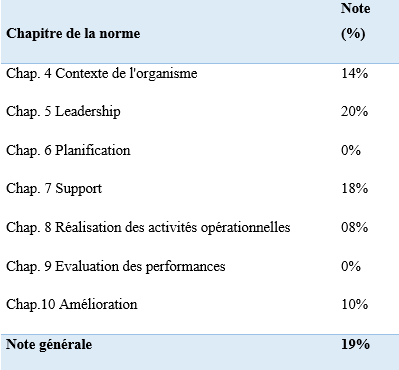 Chapitre de la norme Note (%)
Chap. 4 Contexte de l'organisme 14%
Chap. 5 Leadership 20%
Chap. 6 Planification 0%
Chap. 7 Support 18%
Chap. 8 Réalisation des activités opérationnelles 08%
Chap. 9 Evaluation des performances 0%
Chap.10 Amélioration 10%
Note générale 19%